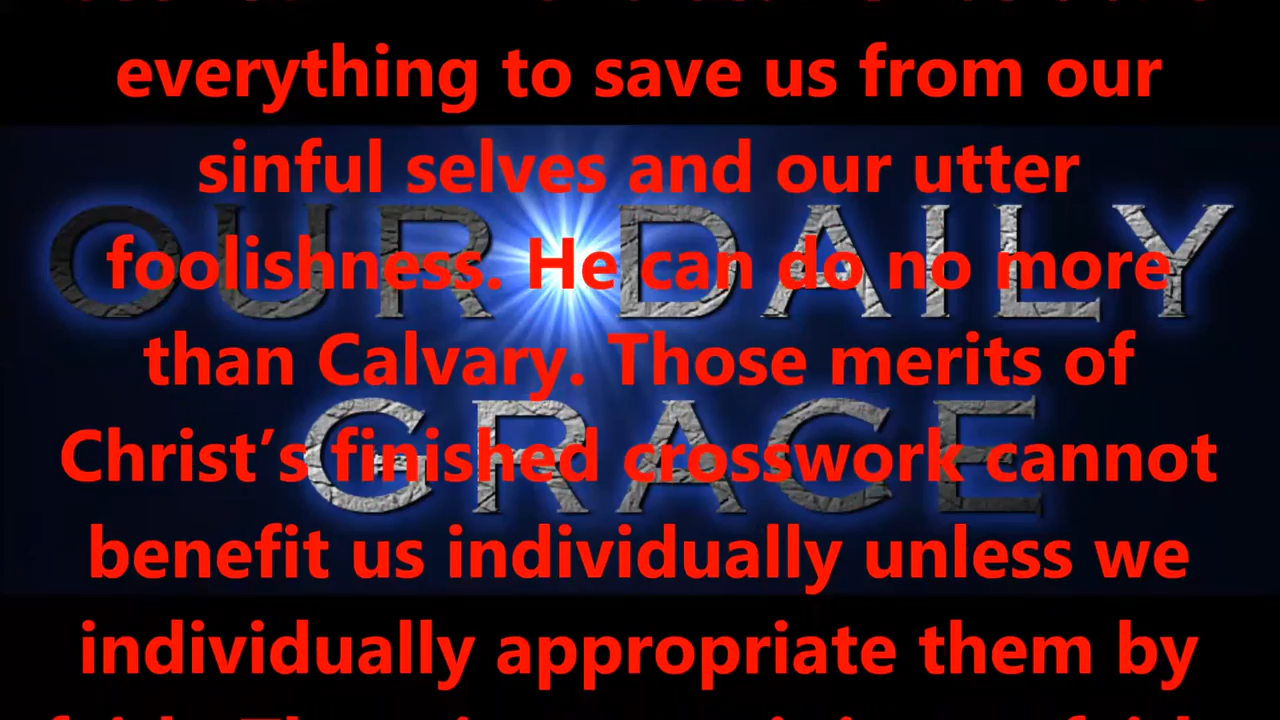 everything to save us from our
sinful selves and our utter
OUR DAILY
foolishness. He can do no more
than Calvary. Those merits of
GRACE
Christ’s finished crosswork cannot
benefit us individually unless we
individually appropriate them by